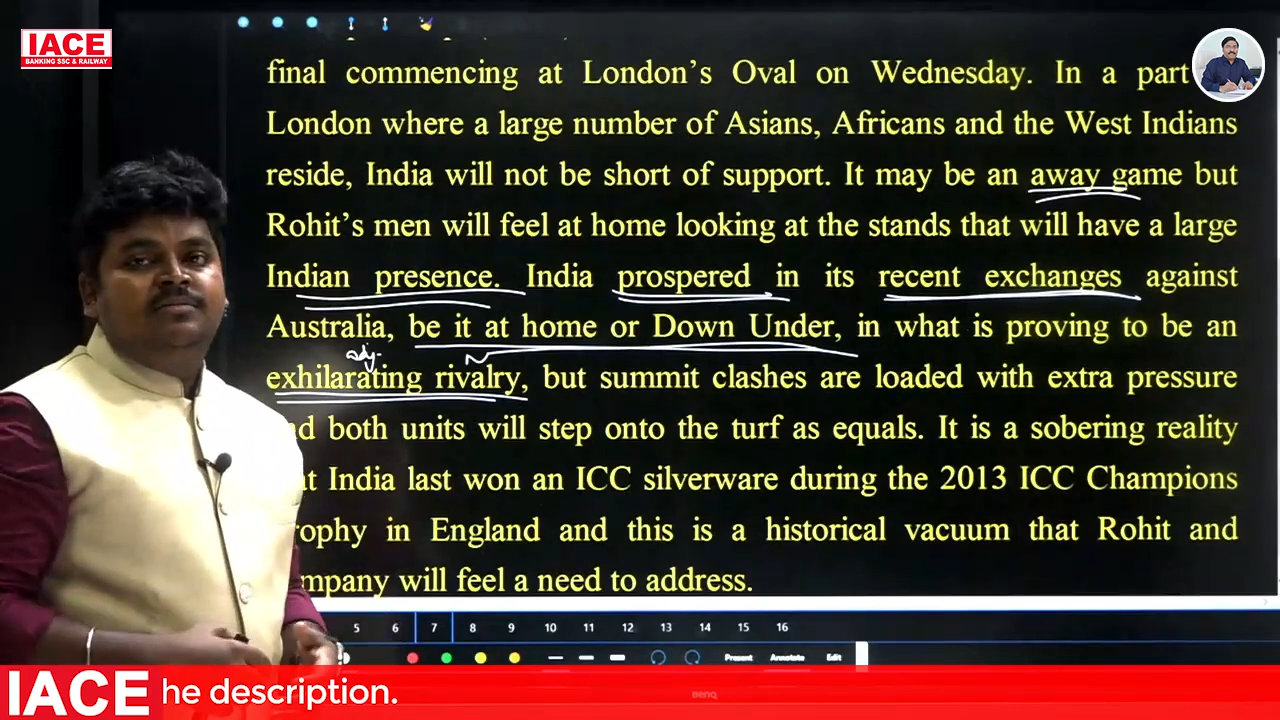 IACE
BANKING SSC & RAILWAY
final commencing at London's Oval on Wednesday. In a part
London where a large number of Asians, Africans and the West Indians
reside, India will not be short of support. It may be an away game but
Rohit's men will feel at home looking at the stands that will have a large
Indian presence. India prospered in its recent exchanges against
Australia, be it at home or Down Under, in what is proving to be an
adj.
exhilarating rivalry, but summit clashes are loaded with extra pressure
both units will step onto the turf as equals. It is a sobering reality
India last won an ICC silverware during the 2013 ICC Champions
in England and this is a historical vacuum that Rohit and
will feel a need to address.
5 6 7 8 9 10 11 12 13 14 15 16
Present Annotate Edit
BenQ
IACE he description.